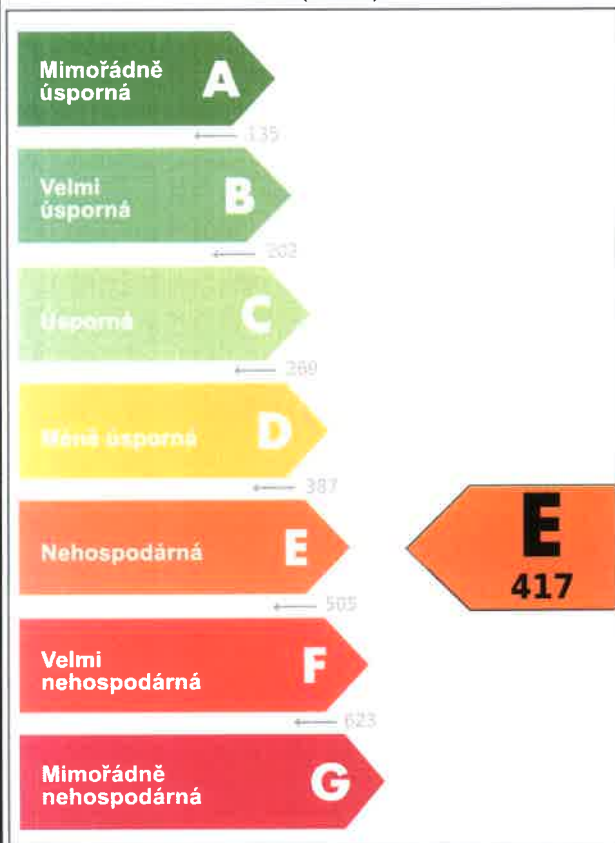 Mimořádně
úsporná
A
135
Velmi
úsporná
B
202
Úsporná
C
269
Méně úsporná
D
387
Nehospodárná
E
E
417
505
Velmi
nehospodárná
F
623
Mimořádně
nehospodárná
G